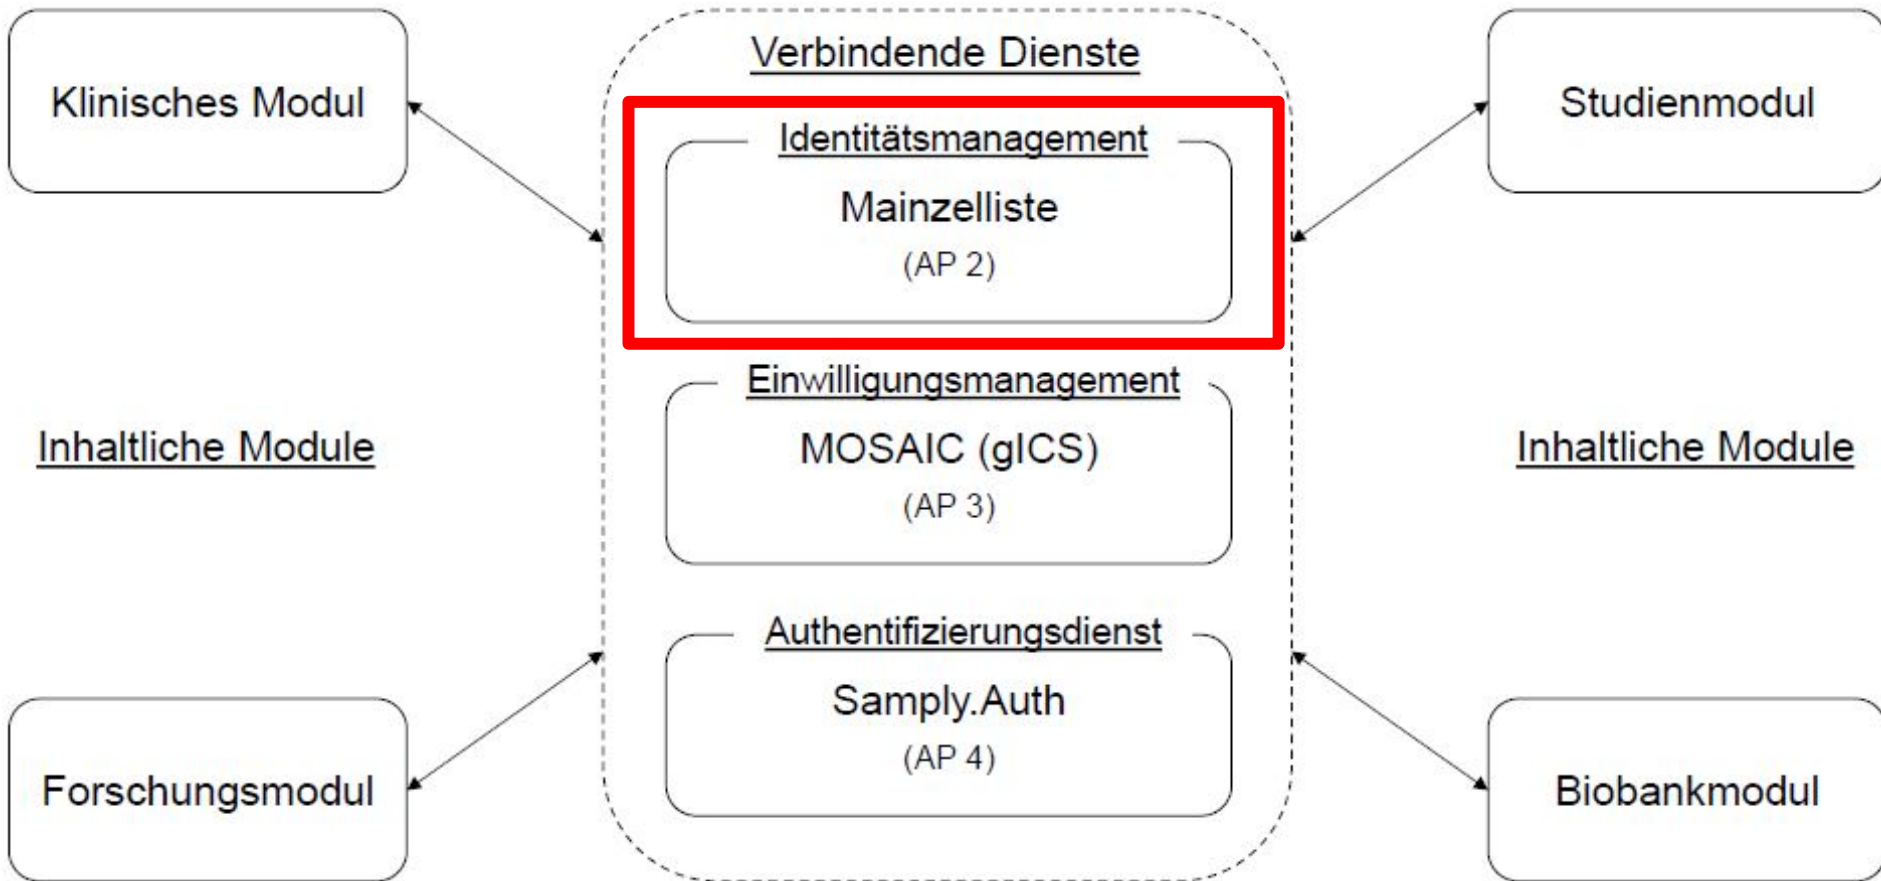 Verbindende Dienste
Klinisches Modul
Studienmodul
Identitätsmanagement
Mainzelliste
(AP 2)
Einwilligungsmanagement
MOSAIC (gICS)
(AP 3)
Inhaltliche Module
Inhaltliche Module
Authentifizierungsdienst
Samply.Auth
(AP 4)
Forschungsmodul
Biobankmodul